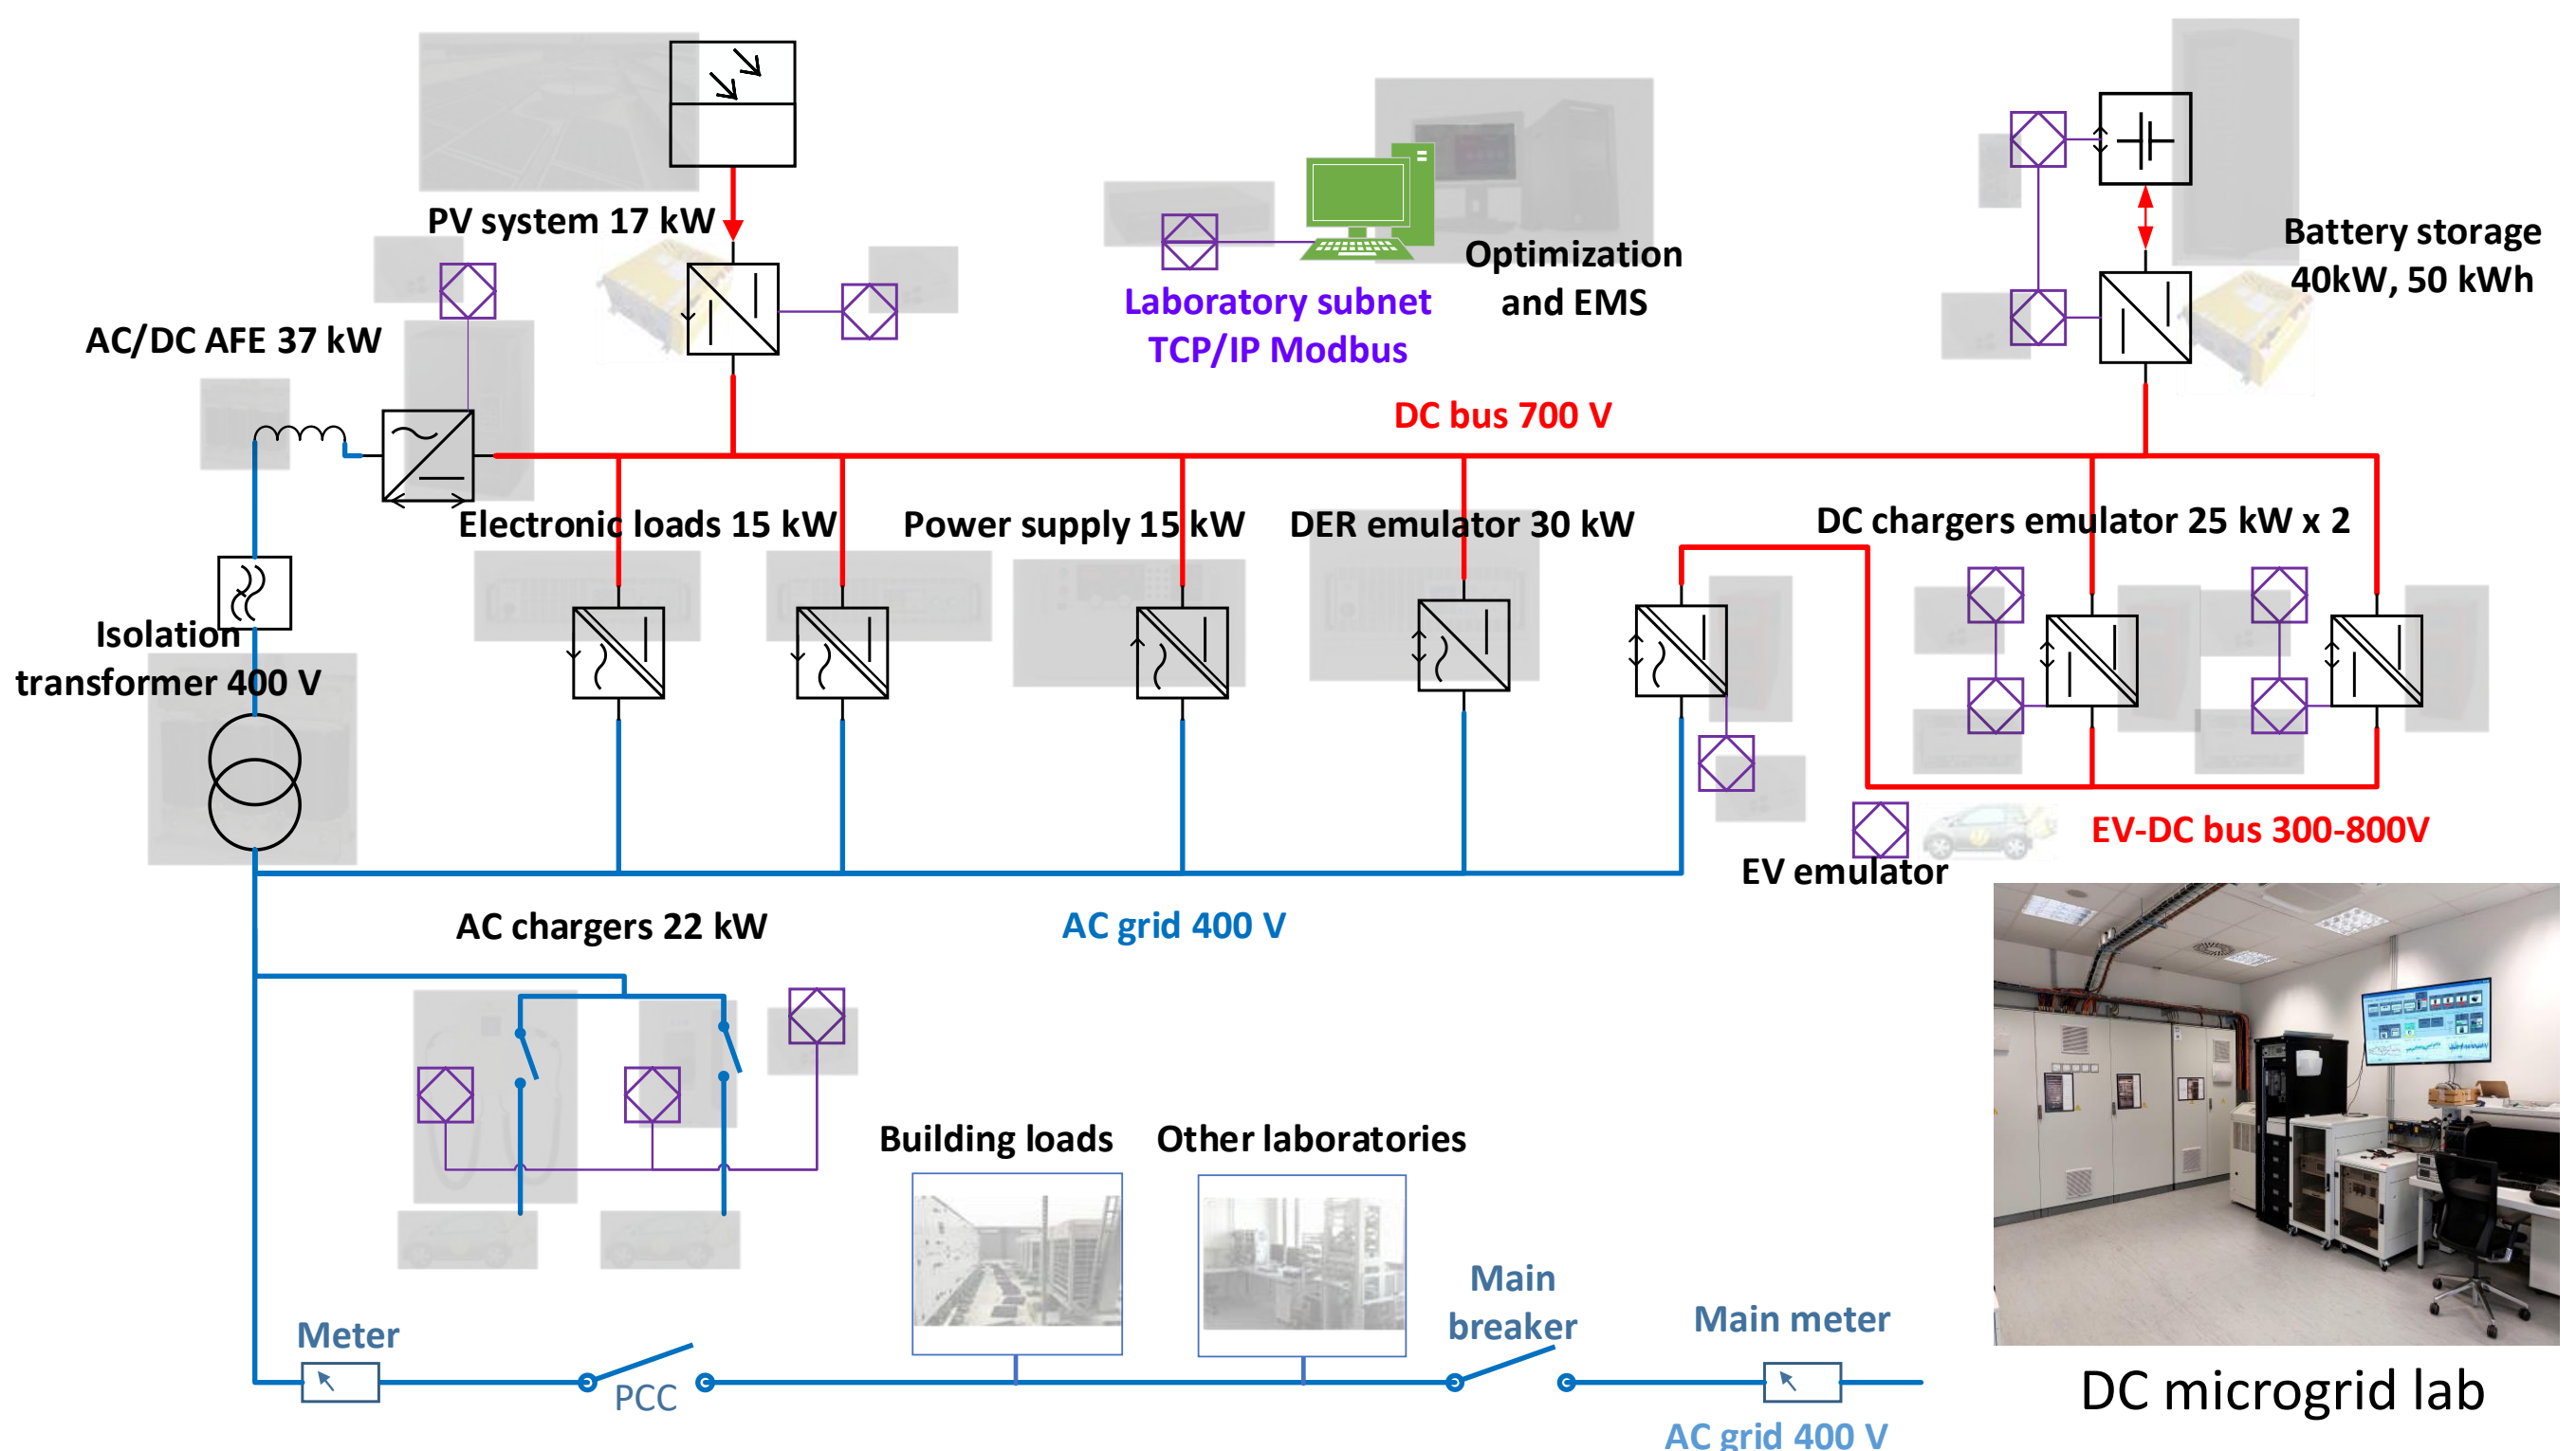 PV system 17 kW
Optimization
and EMS
Battery storage
40kW, 50 kWh
Laboratory subnet
TCP/IP Modbus
AC/DC AFE 37 kW
DC bus 700 V
Electronic loads 15 kW
Power supply 15 kW
DER emulator 30 kW
DC chargers emulator 25 kW x 2
Isolation
transformer 400 V
EV-DC bus 300-800V
EV emulator
AC chargers 22 kW
AC grid 400 V
Building loads
Other laboratories
Main
breaker
Main meter
Meter
PCC
DC microgrid lab
AC grid 400 V